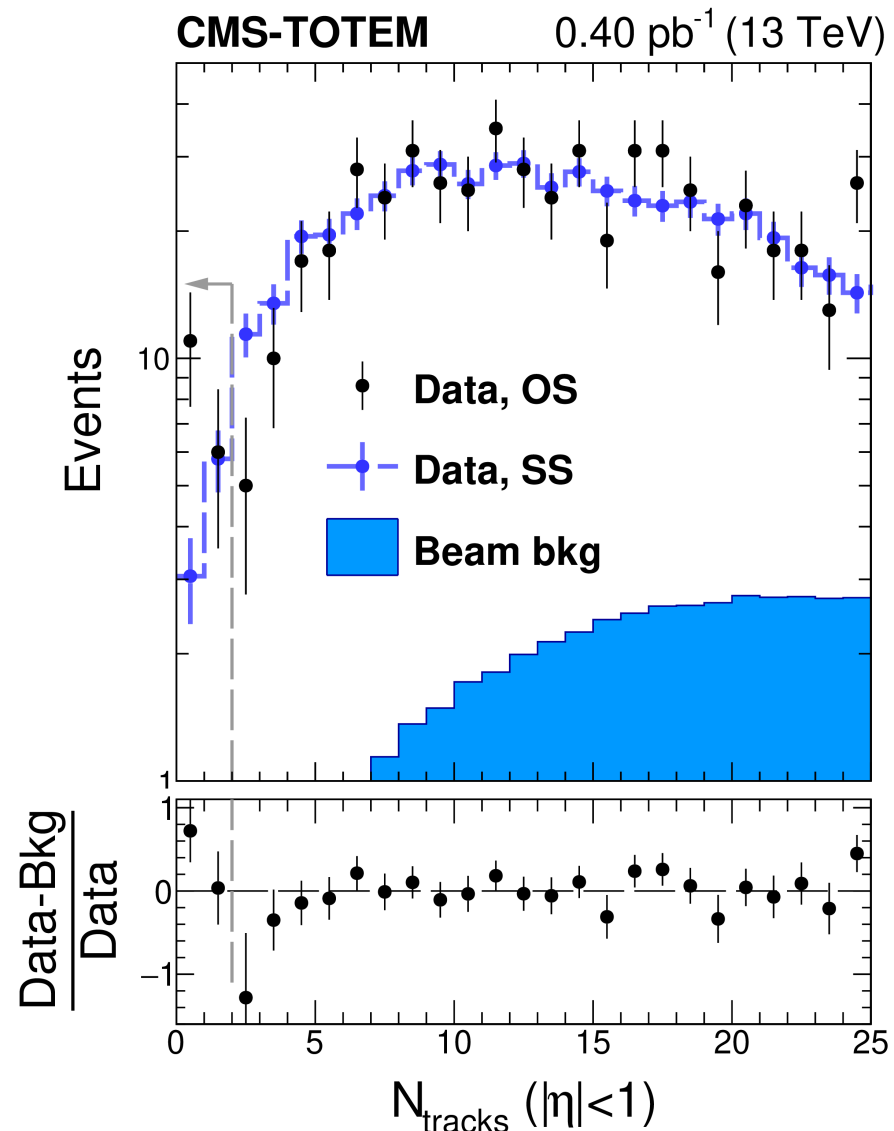 CMS-TOTEM 0.40 pb⁻¹ (13 TeV)
Events
10
1
Data, OS
Data, SS
Beam bkg
Data-Bkg
Data
1
0
−1
0 5 10 15 20 25
N_tracks (|η|<1)